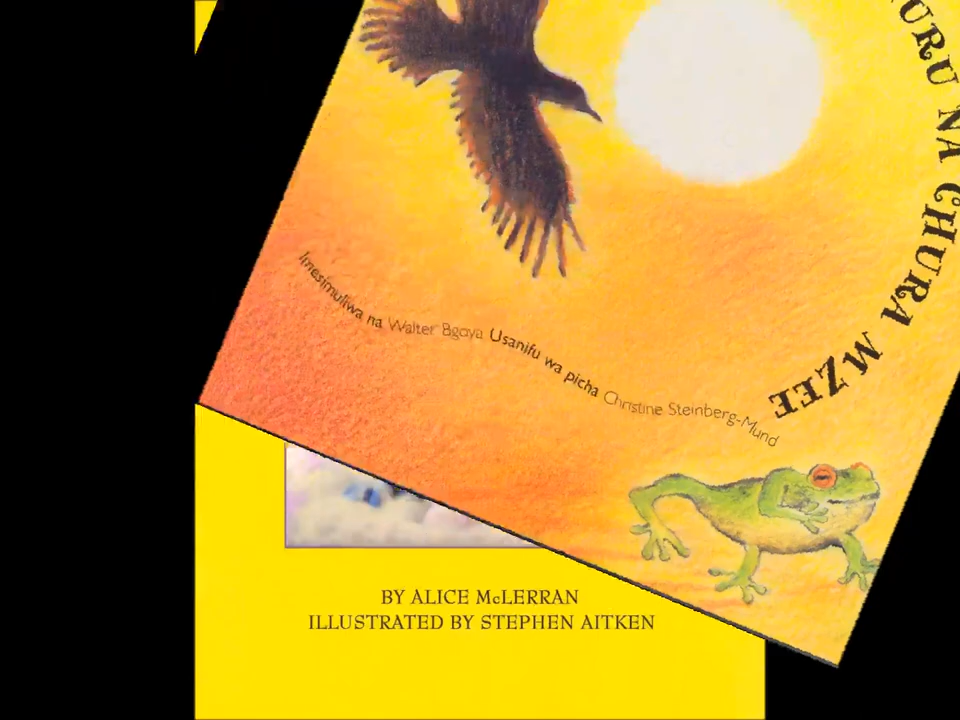 URU NA CHURA MZEE
Imesimuliwa na Walter Bgoya Usanifu wa picha Christine Steinberg-Mund
BY ALICE McLERRAN
ILLUSTRATED BY STEPHEN AITKEN